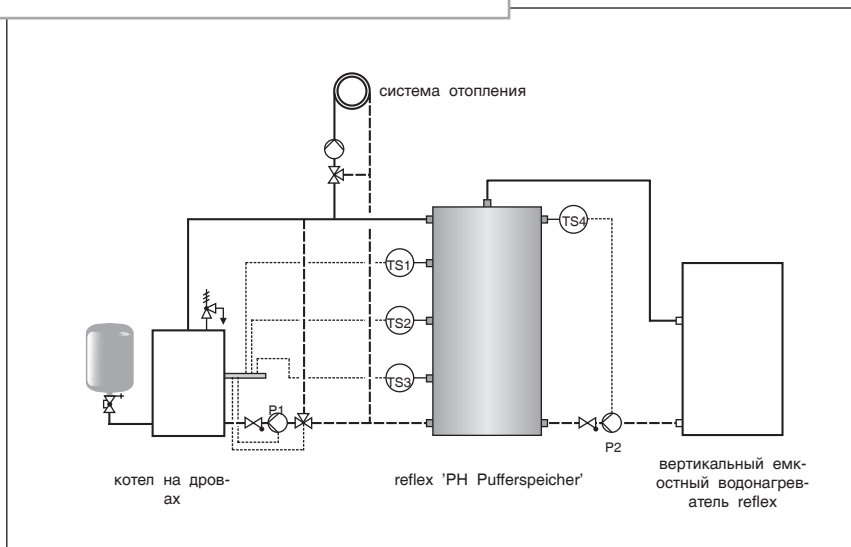 система отопления
TS4
TS1
TS2
TS3
P1
P2
котел на дров-
ах
reflex 'PH Pufferspeicher'
вертикальный емк-
остный водонагрев-
атель reflex